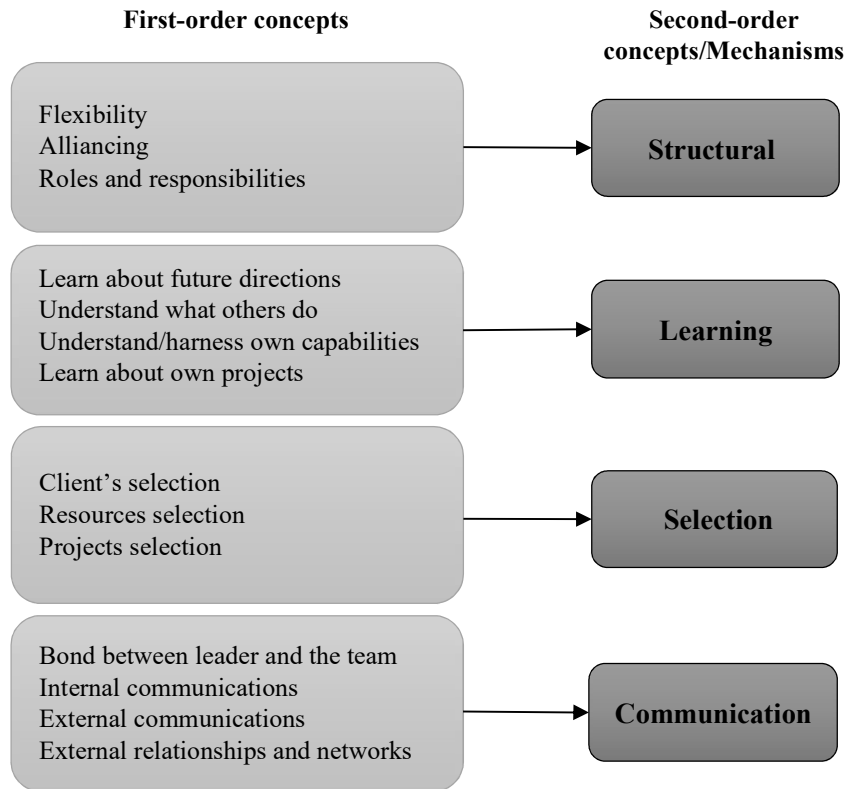 First-order concepts
Second-order
concepts/Mechanisms
Flexibility
Alliancing
Roles and responsibilities
Structural
Learn about future directions
Understand what others do
Understand/harness own capabilities
Learn about own projects
Learning
Client’s selection
Resources selection
Projects selection
Selection
Bond between leader and the team
Internal communications
External communications
External relationships and networks
Communication